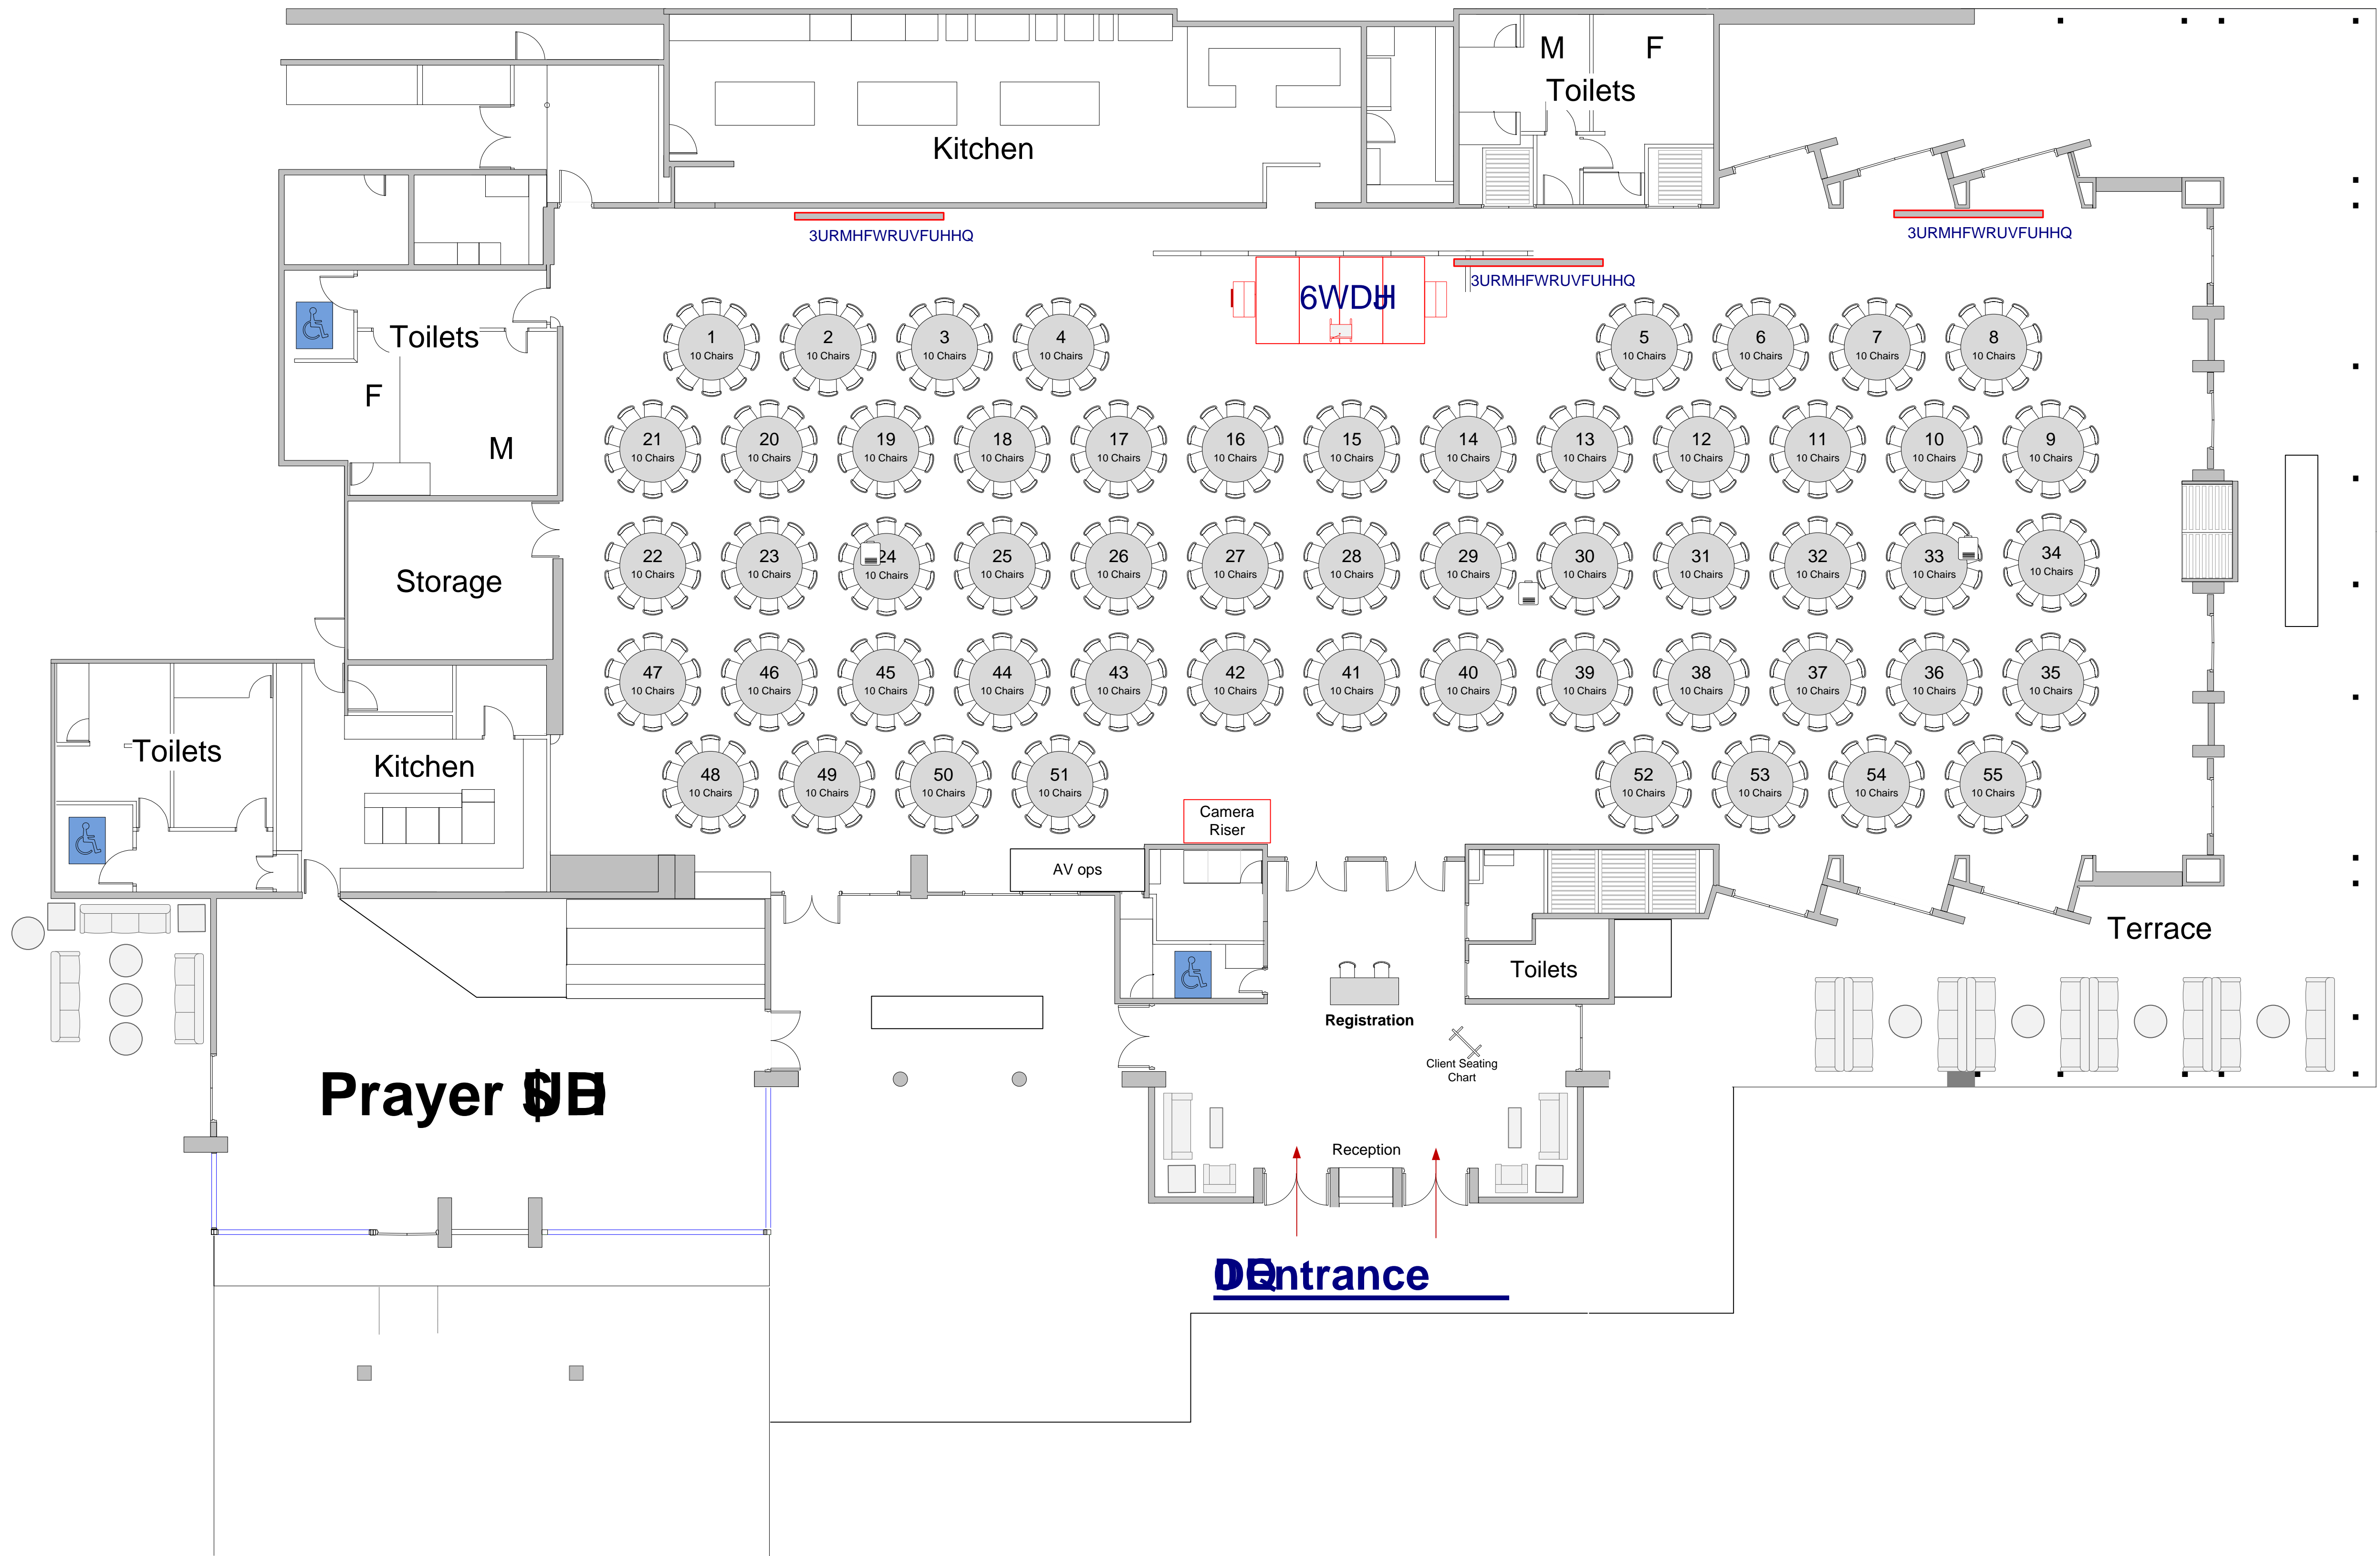 M
F
Toilets
Kitchen
3URMHFWRUVFUHHQ
3URMHFWRUVFUHHQ
3URMHFWRUVFUHHQ
Toilets
F
M
1
10 Chairs
2
10 Chairs
3
10 Chairs
4
10 Chairs
5
10 Chairs
6
10 Chairs
7
10 Chairs
8
10 Chairs
21
10 Chairs
20
10 Chairs
19
10 Chairs
18
10 Chairs
17
10 Chairs
16
10 Chairs
15
10 Chairs
14
10 Chairs
13
10 Chairs
12
10 Chairs
11
10 Chairs
10
10 Chairs
9
10 Chairs
Storage
22
10 Chairs
23
10 Chairs
24
10 Chairs
25
10 Chairs
26
10 Chairs
27
10 Chairs
28
10 Chairs
29
10 Chairs
30
10 Chairs
31
10 Chairs
32
10 Chairs
33
10 Chairs
34
10 Chairs
47
10 Chairs
46
10 Chairs
45
10 Chairs
44
10 Chairs
43
10 Chairs
42
10 Chairs
41
10 Chairs
40
10 Chairs
39
10 Chairs
38
10 Chairs
37
10 Chairs
36
10 Chairs
35
10 Chairs
Toilets
Kitchen
48
10 Chairs
49
10 Chairs
50
10 Chairs
51
10 Chairs
52
10 Chairs
53
10 Chairs
54
10 Chairs
55
10 Chairs
Camera
Riser
AV ops
Terrace
Toilets
Registration
Client Seating
Chart
Prayer
Reception
Entrance